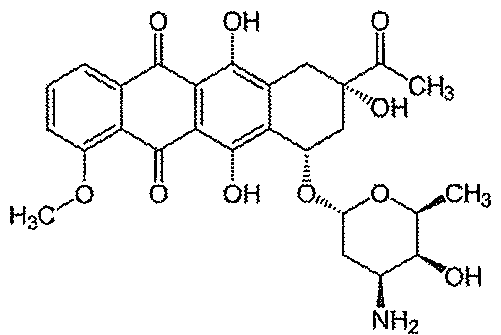 O OH O
CH₃
OH
O O OH O O CH₃
H₃C
OH
NH₂